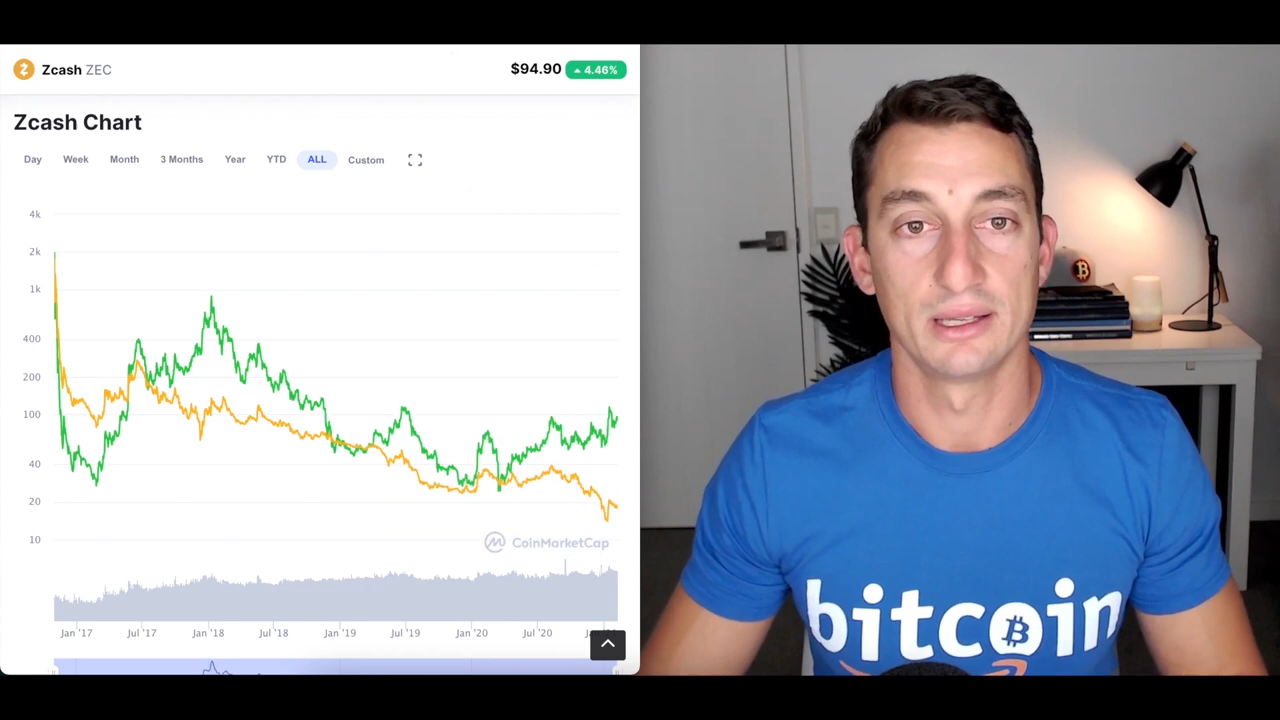 Zcash ZEC
$94.90
4.46%
Zcash Chart
Day Week Month 3 Months Year YTD ALL Custom
4k
2k
1k
400
200
100
40
20
10
CoinMarketCap
Jan '17 Jul '17 Jan '18 Jul '18 Jan '19 Jul '19 Jan '20 Jul '20
bitcoin